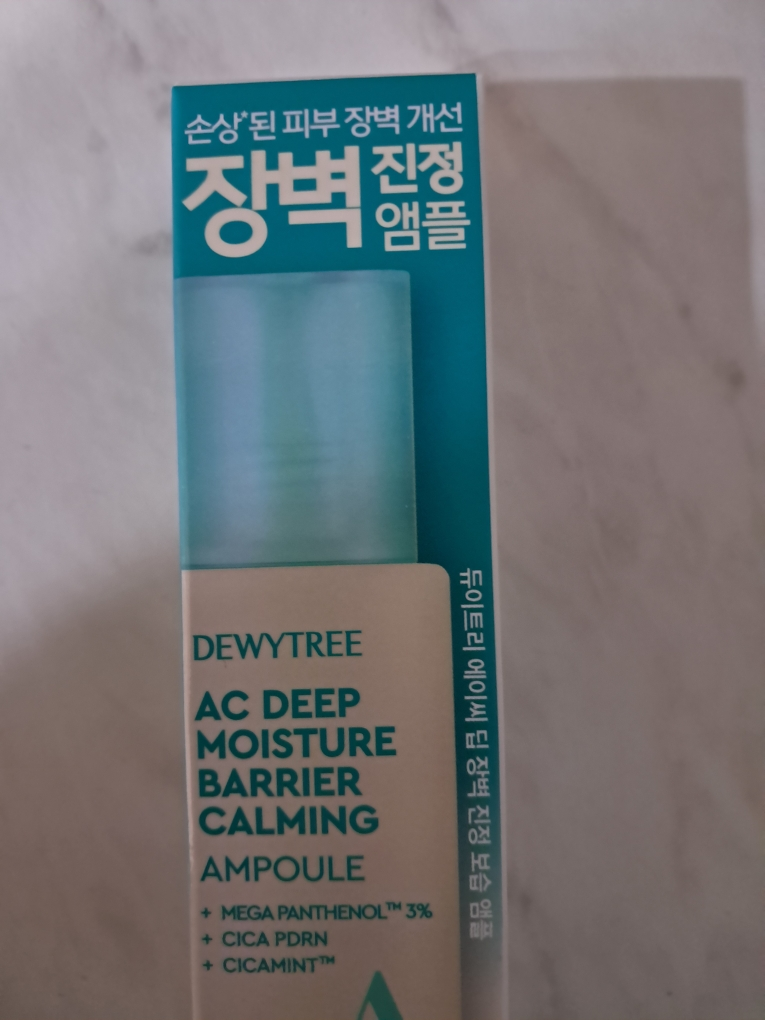 손상*된 피부 장벽 개선
장벽 진정
앰플
DEWYTREE
AC DEEP
MOISTURE
BARRIER
CALMING
AMPOULE
+ MEGA PANTHENOL™ 3%
+ CICA PDRN
+ CICAMINT™
듀이트리 에이씨 딥 장벽 진정 보습 앰플